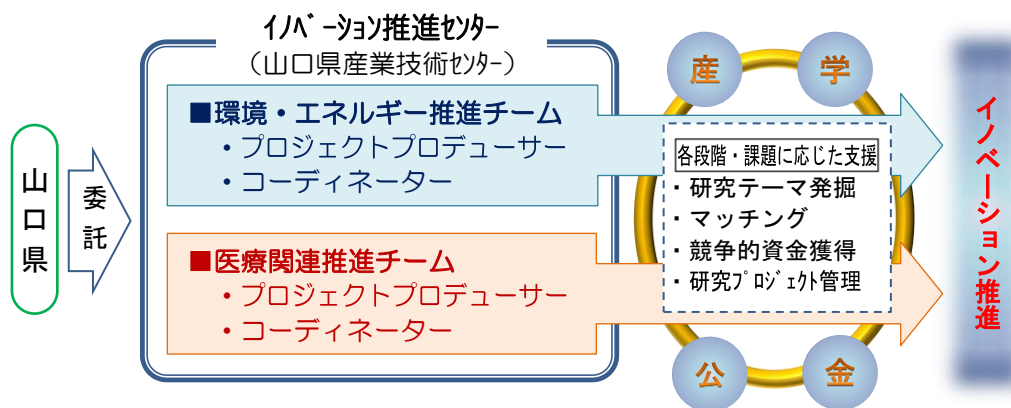 イノベーション推進センター
（山口県産業技術センター）
■環境・エネルギー推進チーム
・プロジェクトプロデューサー
・コーディネーター
■医療関連推進チーム
・プロジェクトプロデューサー
・コーディネーター
山口県
委託
産
学
各段階・課題に応じた支援
・研究テーマ発掘
・マッチング
・競争的資金獲得
・研究プロジェクト管理
公
金
イノベーション推進